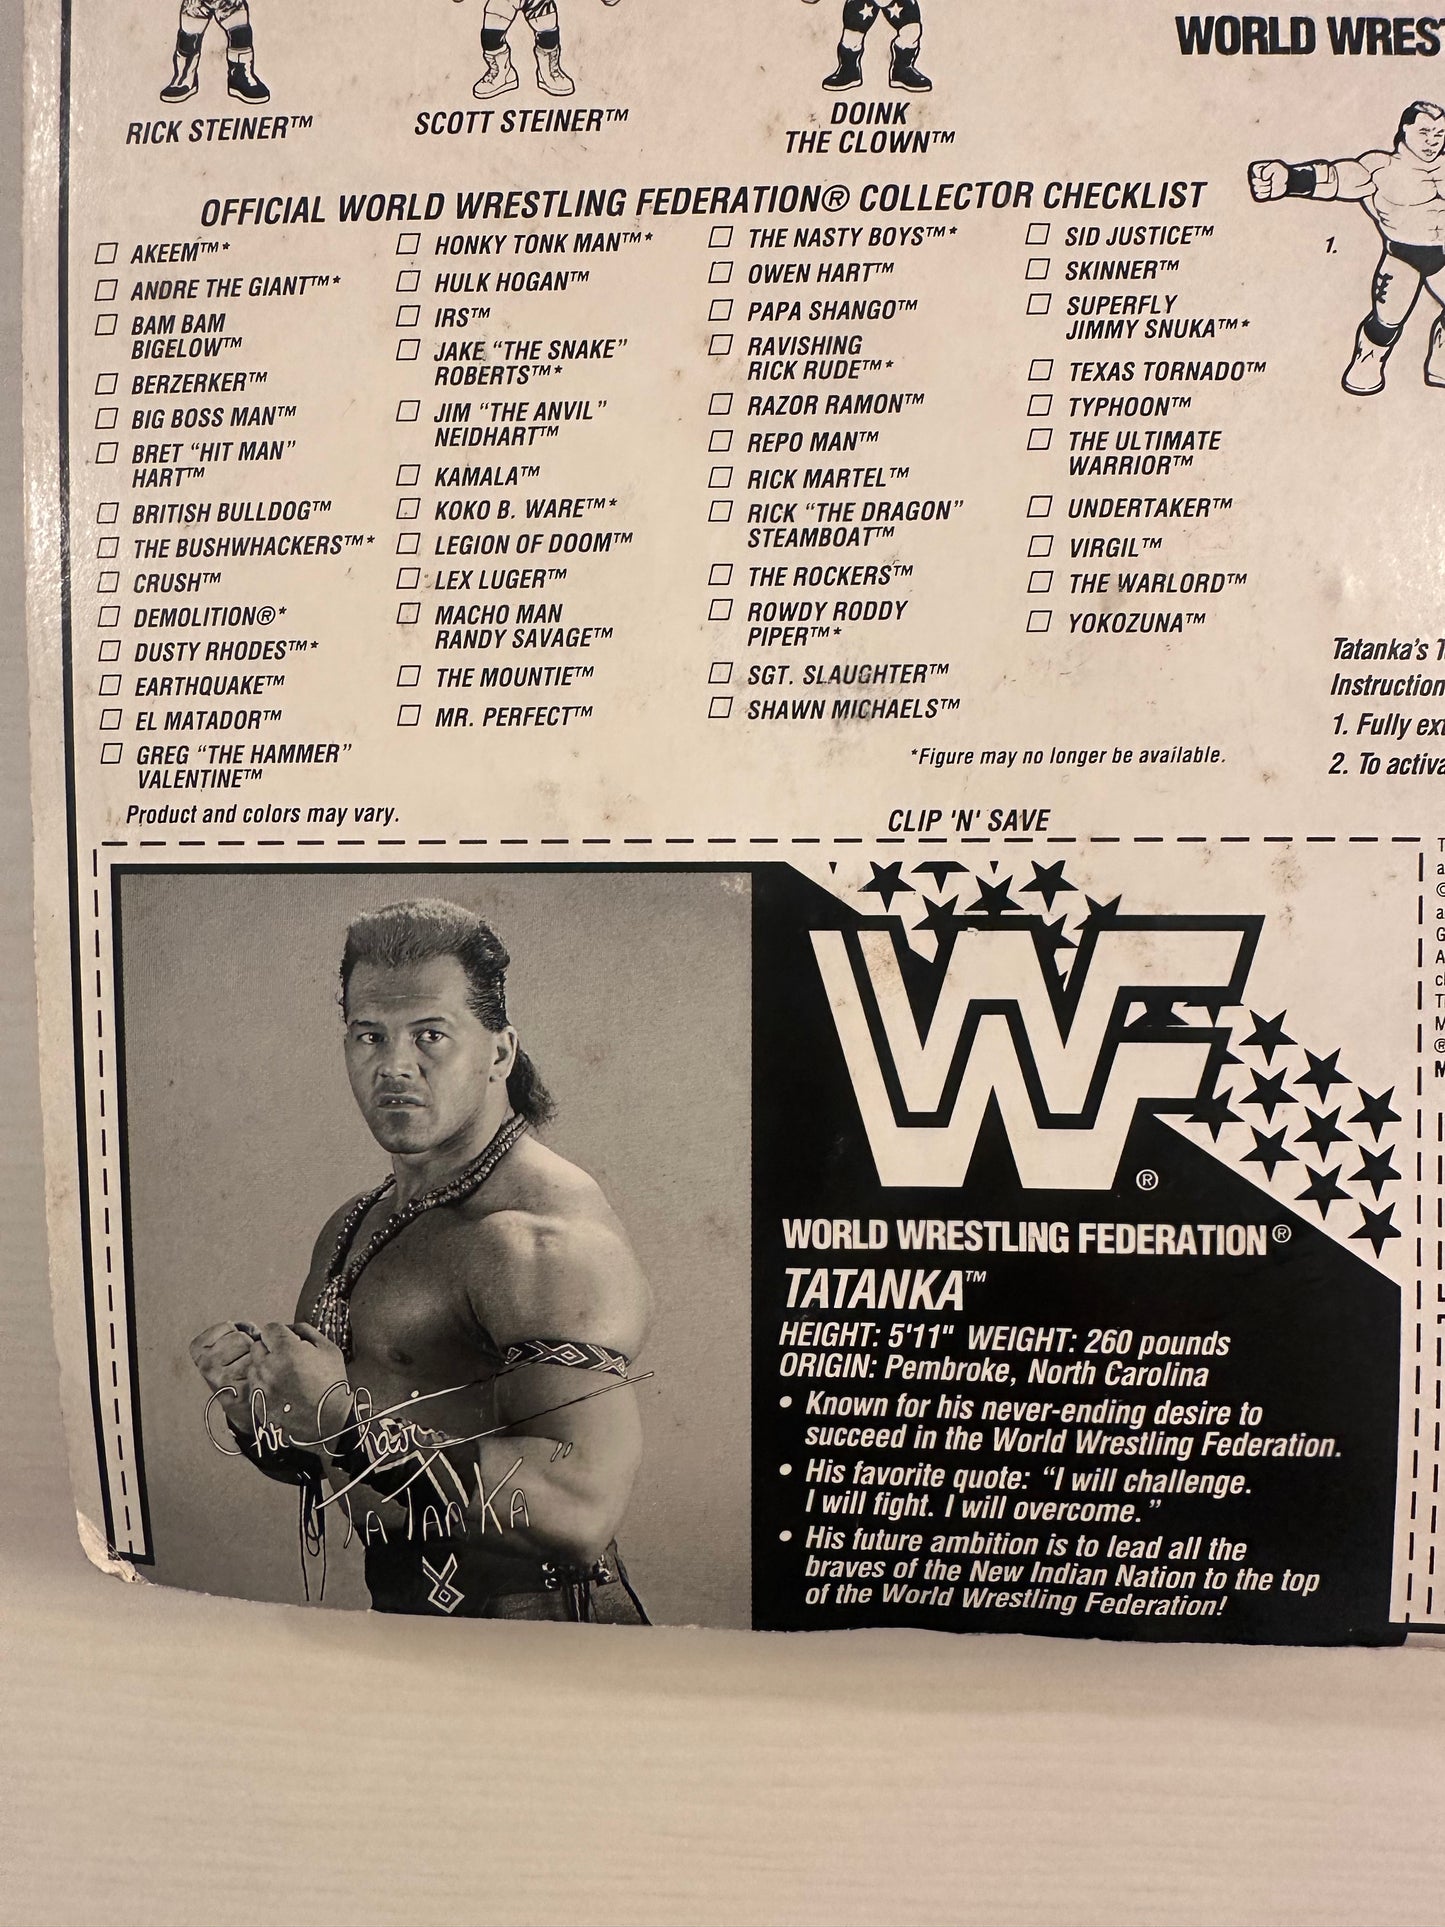 WORLD WRES
RICK STEINER™
SCOTT STEINER™
DOINK
THE CLOWN™
OFFICIAL WORLD WRESTLING FEDERATION® COLLECTOR CHECKLIST
AKEEM™*
ANDRE THE GIANT™*
BAM BAM
BIGELOW™
BERZERKER™
BIG BOSS MAN™
BRET “HIT MAN”
HART™
BRITISH BULLDOG™
THE BUSHWHACKERS™*
CRUSH™
DEMOLITION®*
DUSTY RHODES™*
EARTHQUAKE™
EL MATADOR™
GREG “THE HAMMER”
VALENTINE™
HONKY TONK MAN™*
HULK HOGAN™
IRS™
JAKE “THE SNAKE”
ROBERTS™*
JIM “THE ANVIL”
NEIDHART™
KAMALA™
KOKO B. WARE™*
LEGION OF DOOM™
LEX LUGER™
MACHO MAN
RANDY SAVAGE™
THE MOUNTIE™
MR. PERFECT™
THE NASTY BOYS™*
OWEN HART™
PAPA SHANGO™
RAVISHING
RICK RUDE™*
RAZOR RAMON™
REPO MAN™
RICK MARTEL™
RICK “THE DRAGON”
STEAMBOAT™
THE ROCKERS™
ROWDY RODDY
PIPER™*
SGT. SLAUGHTER™
SHAWN MICHAELS™
SID JUSTICE™
SKINNER™
SUPERFLY
JIMMY SNUKA™*
TEXAS TORNADO™
TYPHOON™
THE ULTIMATE
WARRIOR™
UNDERTAKER™
VIRGIL™
THE WARLORD™
YOKOZUNA™
*Figure may no longer be available.
Product and colors may vary.
CLIP 'N' SAVE
1.
Tatanka's
Instruction
1. Fully ext
2. To activa
WF®
WORLD WRESTLING FEDERATION®
TATANKA™
HEIGHT: 5'11" WEIGHT: 260 pounds
ORIGIN: Pembroke, North Carolina
• Known for his never-ending desire to
succeed in the World Wrestling Federation.
• His favorite quote: “I will challenge.
I will fight. I will overcome.”
• His future ambition is to lead all the
braves of the New Indian Nation to the top
of the World Wrestling Federation!
"TATANKA"